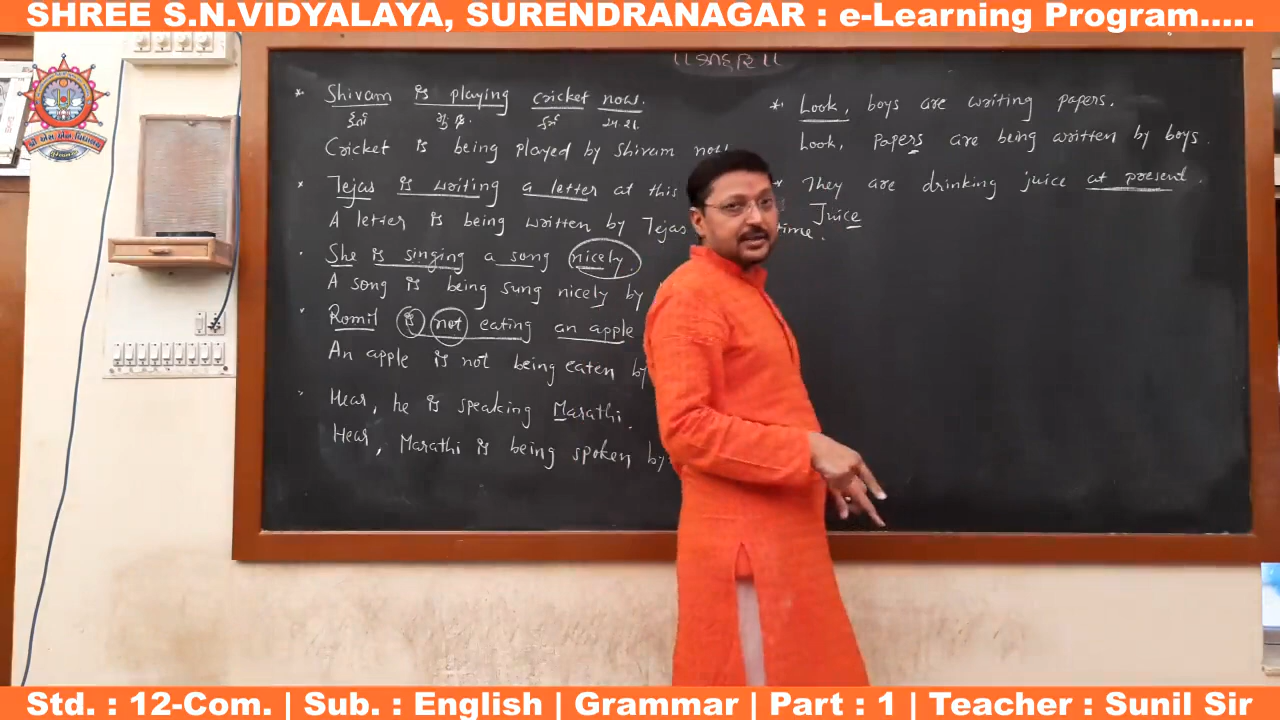 SHREE S.N.VIDYALAYA, SURENDRANAGAR : e-Learning Program.....
* Shivam is playing cricket now.
Cricket is being played by Shivam now
* Tejas is writing a letter at this
A letter is being written by Tejas time.
She is singing a song nicely.
A song is being sung nicely by
Romil is not eating an apple
An apple is not being eaten by
Hear, he is speaking Marathi.
Hear, Marathi is being spoken by
* Look, boys are writing papers.
Look, papers are being written by boys.
* They are drinking juice at present.
Juice
Std. : 12-Com. | Sub. : English | Grammar | Part : 1 | Teacher : Sunil Sir